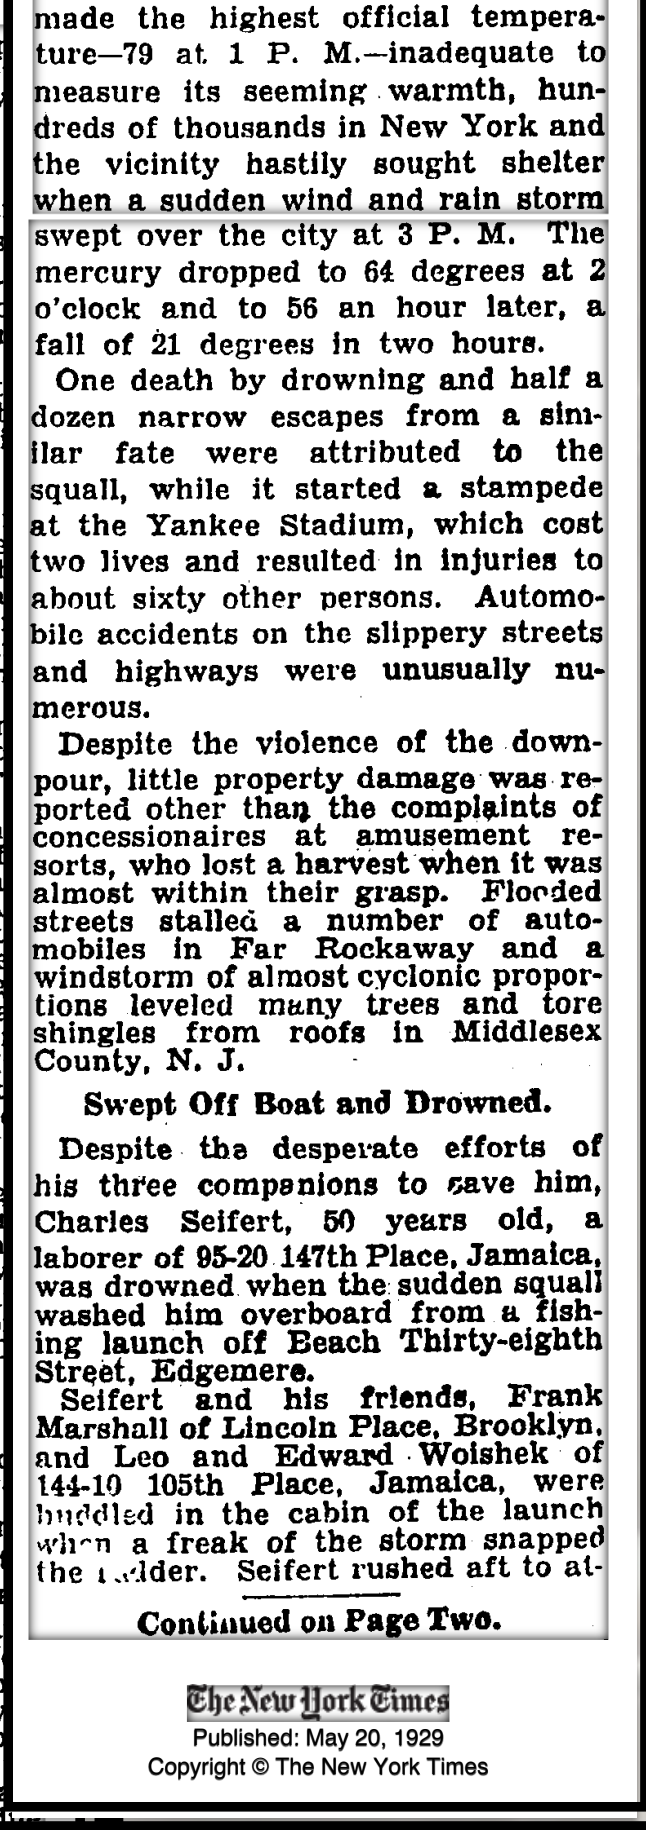 made the highest official tempera-
ture—79 at 1 P. M.—inadequate to
measure its seeming warmth, hun-
dreds of thousands in New York and
the vicinity hastily sought shelter
when a sudden wind and rain storm
swept over the city at 3 P. M. The
mercury dropped to 64 degrees at 2
o'clock and to 56 an hour later, a
fall of 21 degrees in two hours.
One death by drowning and half a
dozen narrow escapes from a sim-
ilar fate were attributed to the
squall, while it started a stampede
at the Yankee Stadium, which cost
two lives and resulted in injuries to
about sixty other persons. Automo-
bile accidents on the slippery streets
and highways were unusually nu-
merous.
Despite the violence of the down-
pour, little property damage was re-
ported other than the complaints of
concessionaires at amusement re-
sorts, who lost a harvest when it was
almost within their grasp. Flooded
streets stalled a number of auto-
mobiles in Far Rockaway and a
windstorm of almost cyclonic propor-
tions leveled many trees and tore
shingles from roofs in Middlesex
County, N. J.
Swept Off Boat and Drowned.
Despite the desperate efforts of
his three companions to save him,
Charles Seifert, 50 years old, a
laborer of 95-20 147th Place, Jamaica,
was drowned when the sudden squall
washed him overboard from a fish-
ing launch off Beach Thirty-eighth
Street, Edgemere.
Seifert and his friends, Frank
Marshall of Lincoln Place, Brooklyn,
and Leo and Edward Woishek of
144-10 105th Place, Jamaica, were
huddled in the cabin of the launch
when a freak of the storm snapped
the rudder. Seifert rushed aft to at-
Continued on Page Two.
The New York Times
Published: May 20, 1929
Copyright © The New York Times